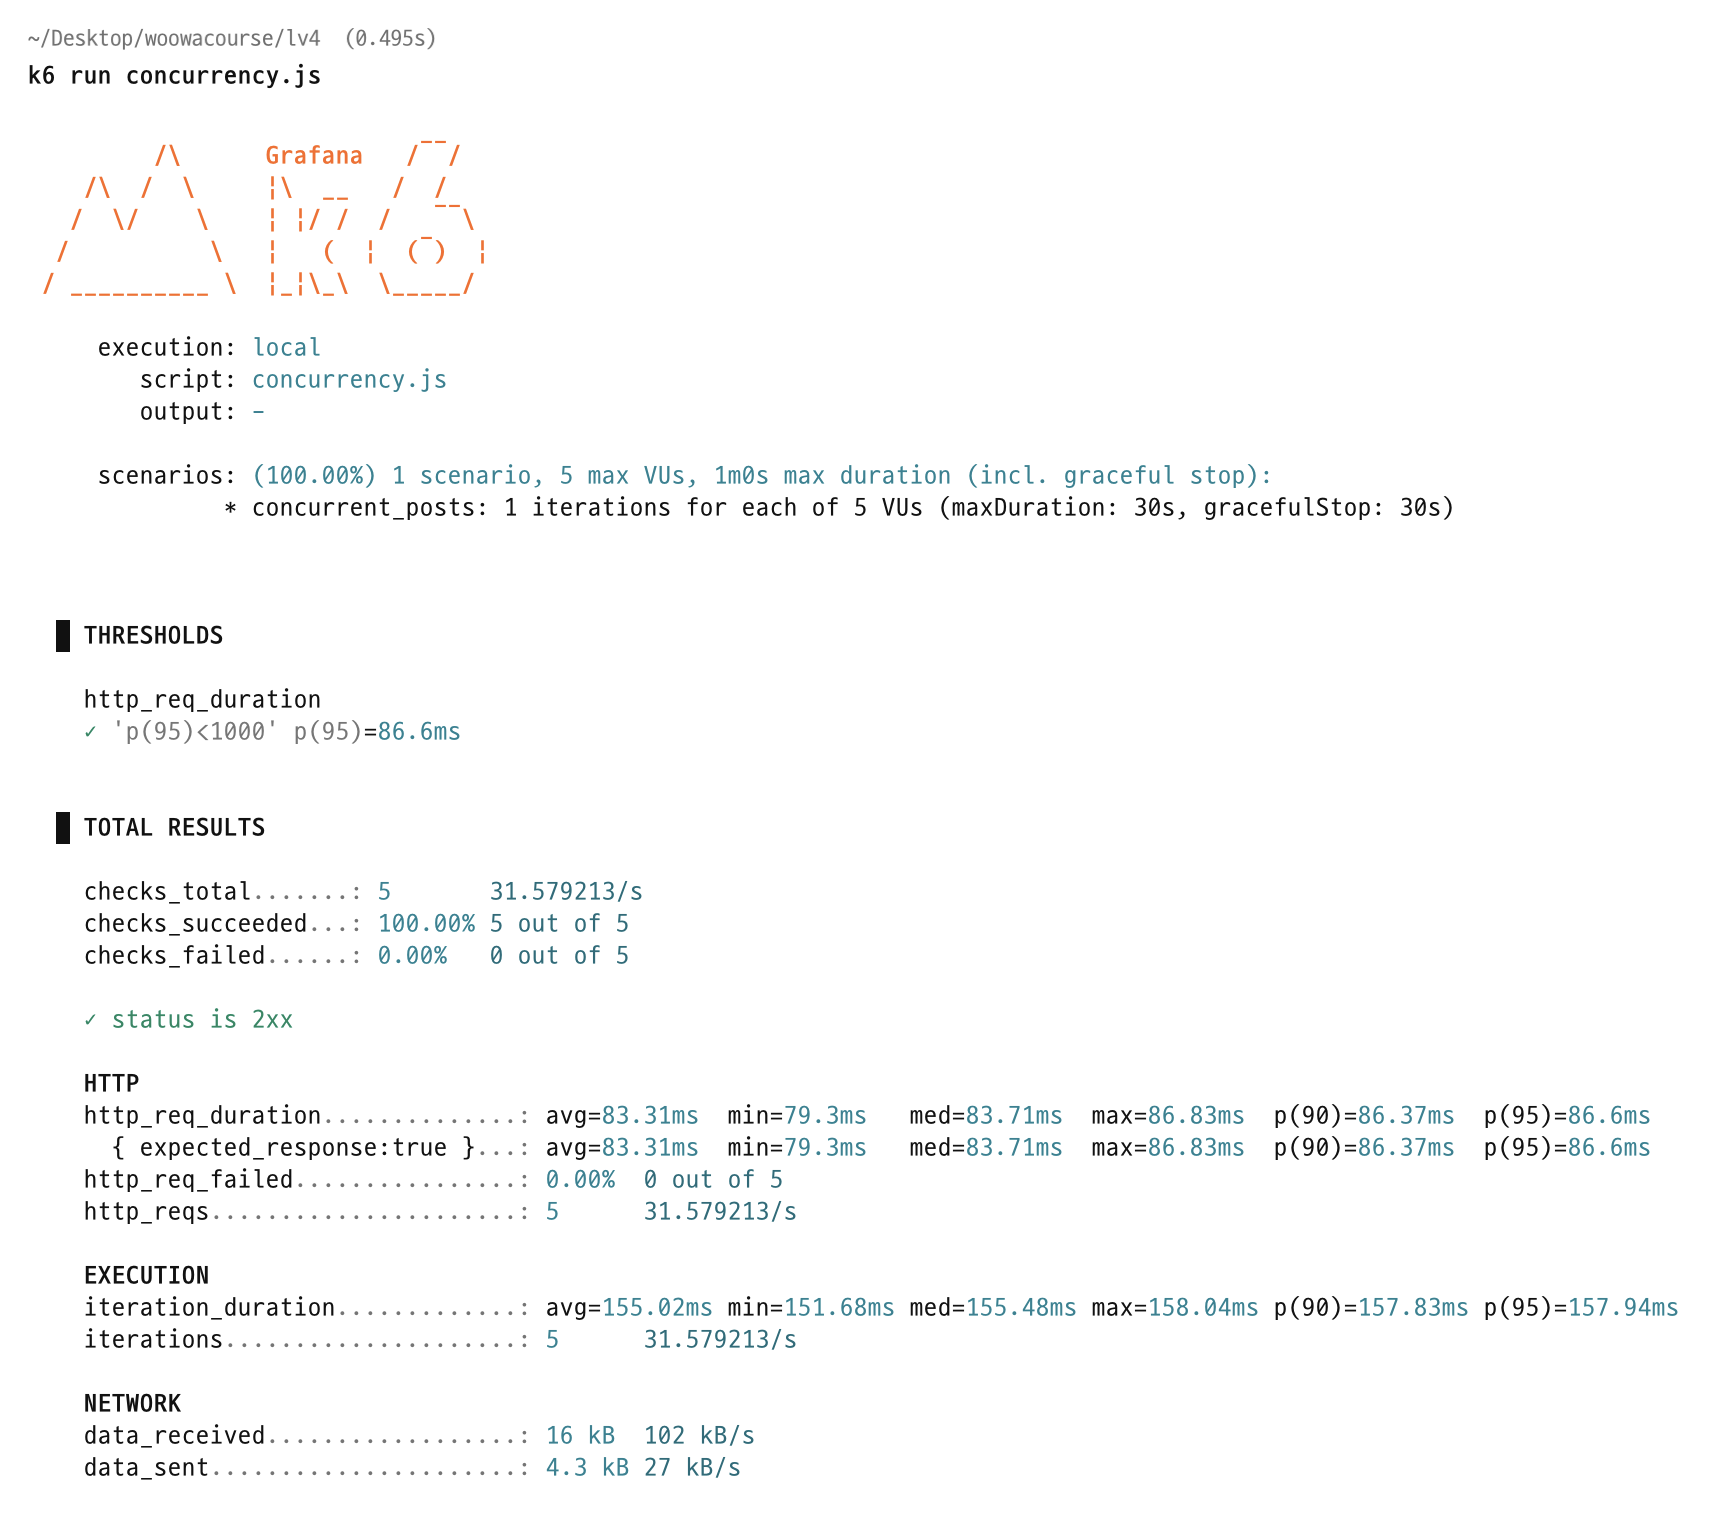 ~/Desktop/woowacourse/lv4 (0.495s)
k6 run concurrency.js
Grafana
execution: local
script: concurrency.js
output: -
scenarios: (100.00%) 1 scenario, 5 max VUs, 1m0s max duration (incl. graceful stop):
* concurrent_posts: 1 iterations for each of 5 VUs (maxDuration: 30s, gracefulStop: 30s)
█ THRESHOLDS
http_req_duration
✓ 'p(95)<1000' p(95)=86.6ms
█ TOTAL RESULTS
checks_total.......: 5       31.579213/s
checks_succeeded...: 100.00% 5 out of 5
checks_failed......: 0.00%   0 out of 5
✓ status is 2xx
HTTP
http_req_duration..............: avg=83.31ms  min=79.3ms   med=83.71ms  max=86.83ms  p(90)=86.37ms  p(95)=86.6ms
{ expected_response:true }...: avg=83.31ms  min=79.3ms   med=83.71ms  max=86.83ms  p(90)=86.37ms  p(95)=86.6ms
http_req_failed................: 0.00%  0 out of 5
http_reqs......................: 5      31.579213/s
EXECUTION
iteration_duration.............: avg=155.02ms min=151.68ms med=155.48ms max=158.04ms p(90)=157.83ms p(95)=157.94ms
iterations.....................: 5      31.579213/s
NETWORK
data_received..................: 16 kB  102 kB/s
data_sent......................: 4.3 kB 27 kB/s